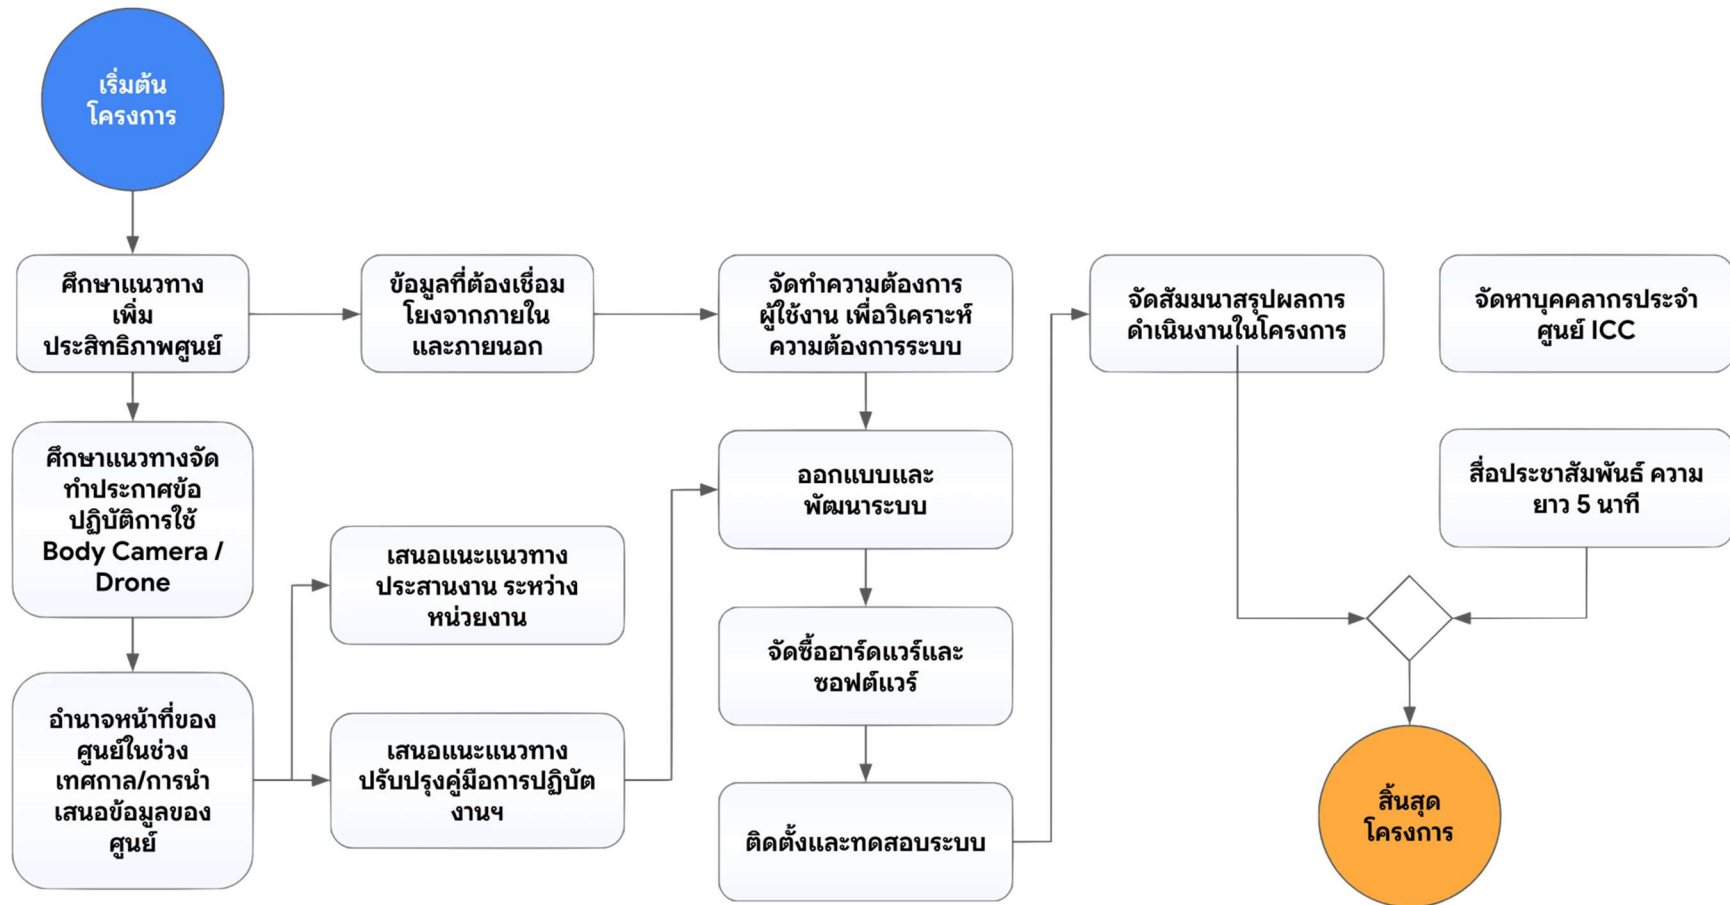 เริ่มต้น
โครงการ
ศึกษาแนวทาง
เพิ่ม
ประสิทธิภาพศูนย์
ข้อมูลที่ต้องเชื่อม
โยงจากภายใน
และภายนอก
จัดทำความต้องการ
ผู้ใช้งาน เพื่อวิเคราะห์
ความต้องการระบบ
จัดสัมมนาสรุปผลการ
ดำเนินงานในโครงการ
จัดหาบุคคลากรประจำ
ศูนย์ ICC
ศึกษาแนวทางจัด
ทำประกาศข้อ
ปฏิบัติการใช้
Body Camera /
Drone
ออกแบบและ
พัฒนาระบบ
สื่อประชาสัมพันธ์ ความ
ยาว 5 นาที
เสนอแนะแนวทาง
ประสานงาน ระหว่าง
หน่วยงาน
จัดซื้อฮาร์ดแวร์และ
ซอฟต์แวร์
อำนาจหน้าที่ของ
ศูนย์ในช่วง
เทศกาล/การนำ
เสนอข้อมูลของ
ศูนย์
เสนอแนะแนวทาง
ปรับปรุงคู่มือการปฏิบัต
งานฯ
ติดตั้งและทดสอบระบบ
สิ้นสุด
โครงการ